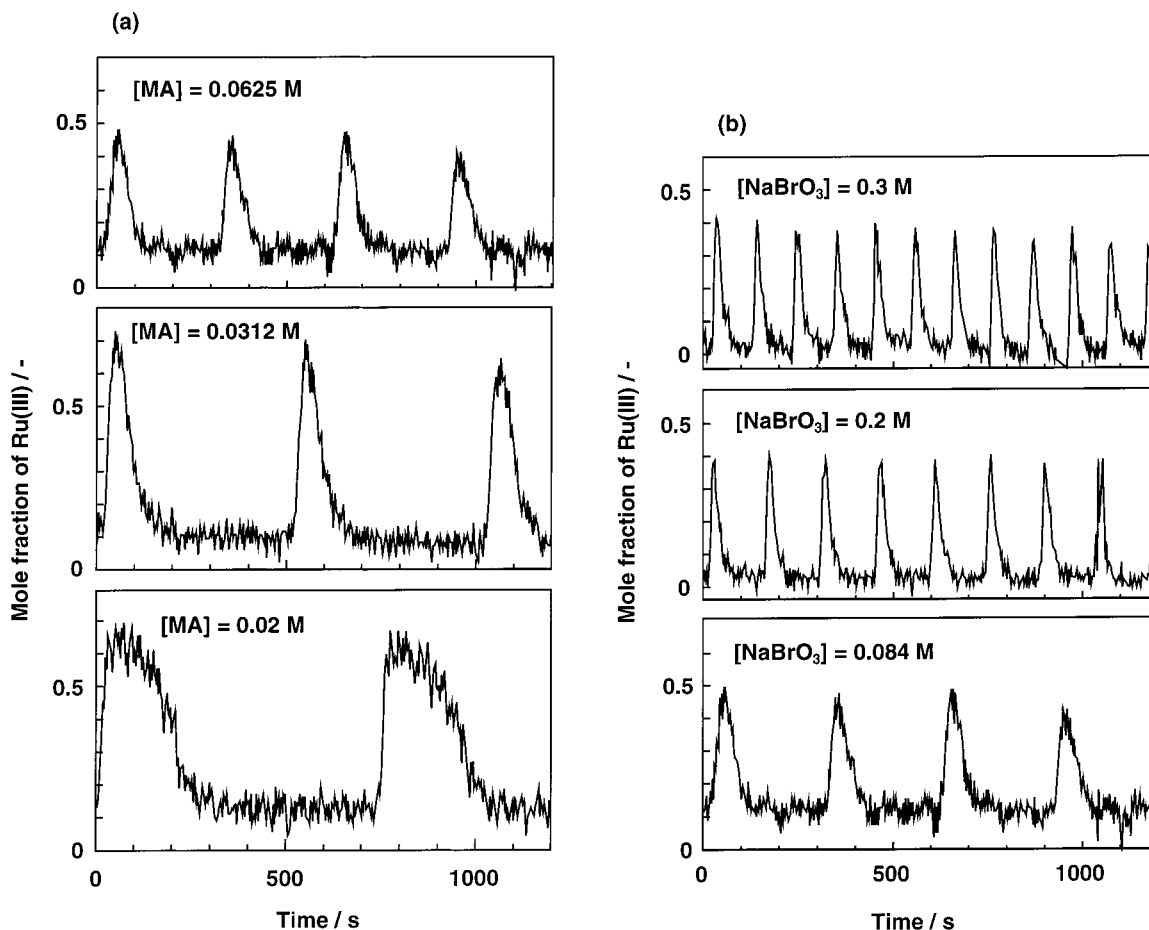 (a)
[MA] = 0.0625 M
0.5
0
[MA] = 0.0312 M
0.5
0
[MA] = 0.02 M
0.5
0
0 500 1000
Time / s
Mole fraction of Ru(III) / -
(b)
[NaBrO₃] = 0.3 M
0.5
0
[NaBrO₃] = 0.2 M
0.5
0
[NaBrO₃] = 0.084 M
0.5
0
0 500 1000
Time / s
Mole fraction of Ru(III) / -